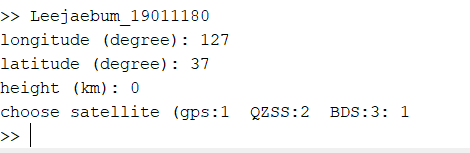 >> Leejaebum_19011180
longitude (degree): 127
latitude (degree): 37
height (km): 0
choose satellite (gps:1  QZSS:2  BDS:3: 1
>>